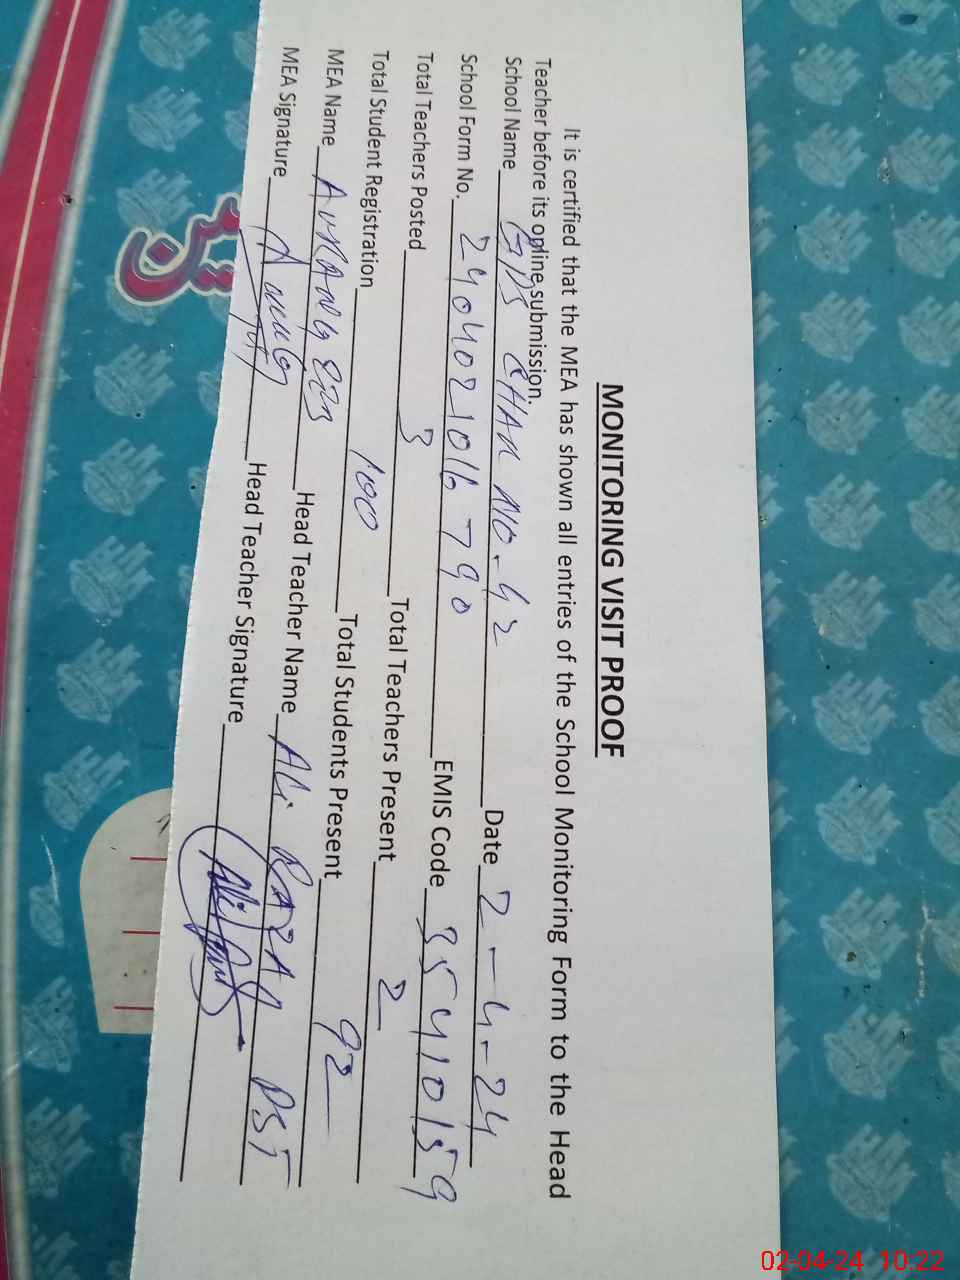 MONITORING VISIT PROOF
It is certified that the MEA has shown all entries of the School Monitoring Form to the Head
Teacher before its online submission.
School Name GPS CHAK NO. 42 Date 2-4-24
School Form No. 2404021016790 EMIS Code 35410159
Total Teachers Posted 3 Total Teachers Present 2
Total Student Registration 100 Total Students Present 92
MEA Name Head Teacher Name ALi RAZA PST
MEA Signature Head Teacher Signature
02-04-24 10:22